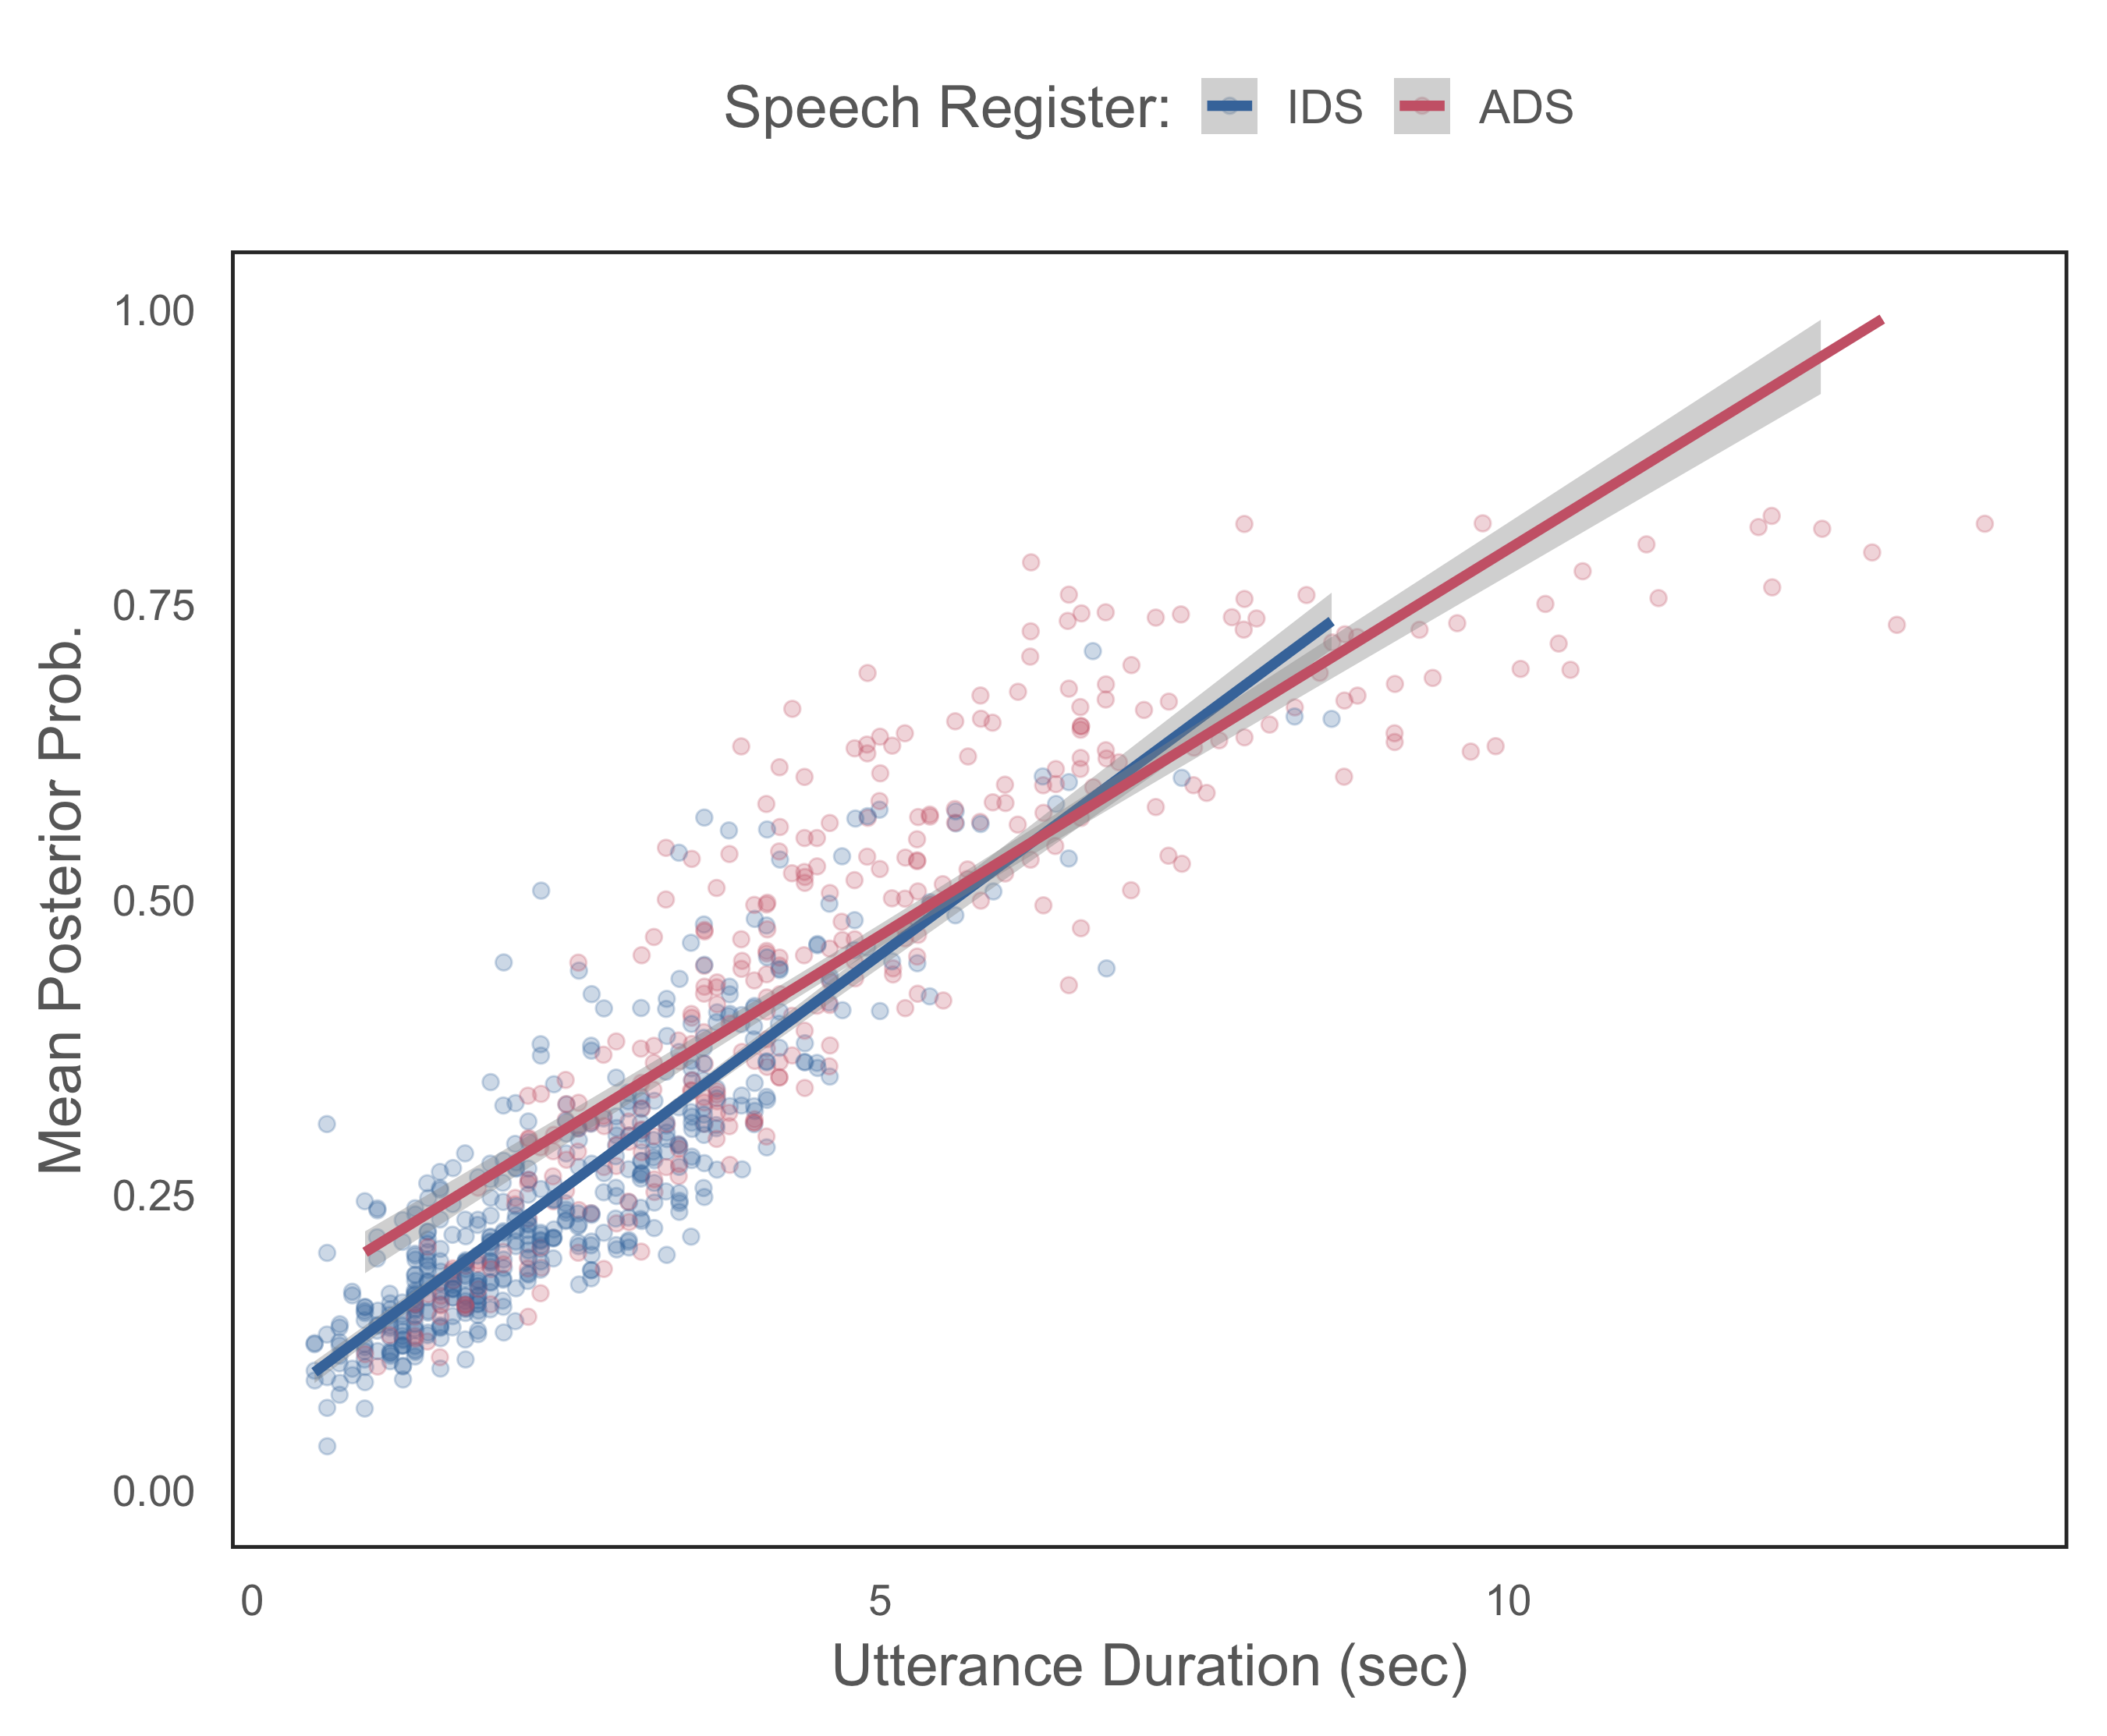 Speech Register: IDS ADS
1.00
0.75
0.50
0.25
0.00
Mean Posterior Prob.
0 5 10
Utterance Duration (sec)